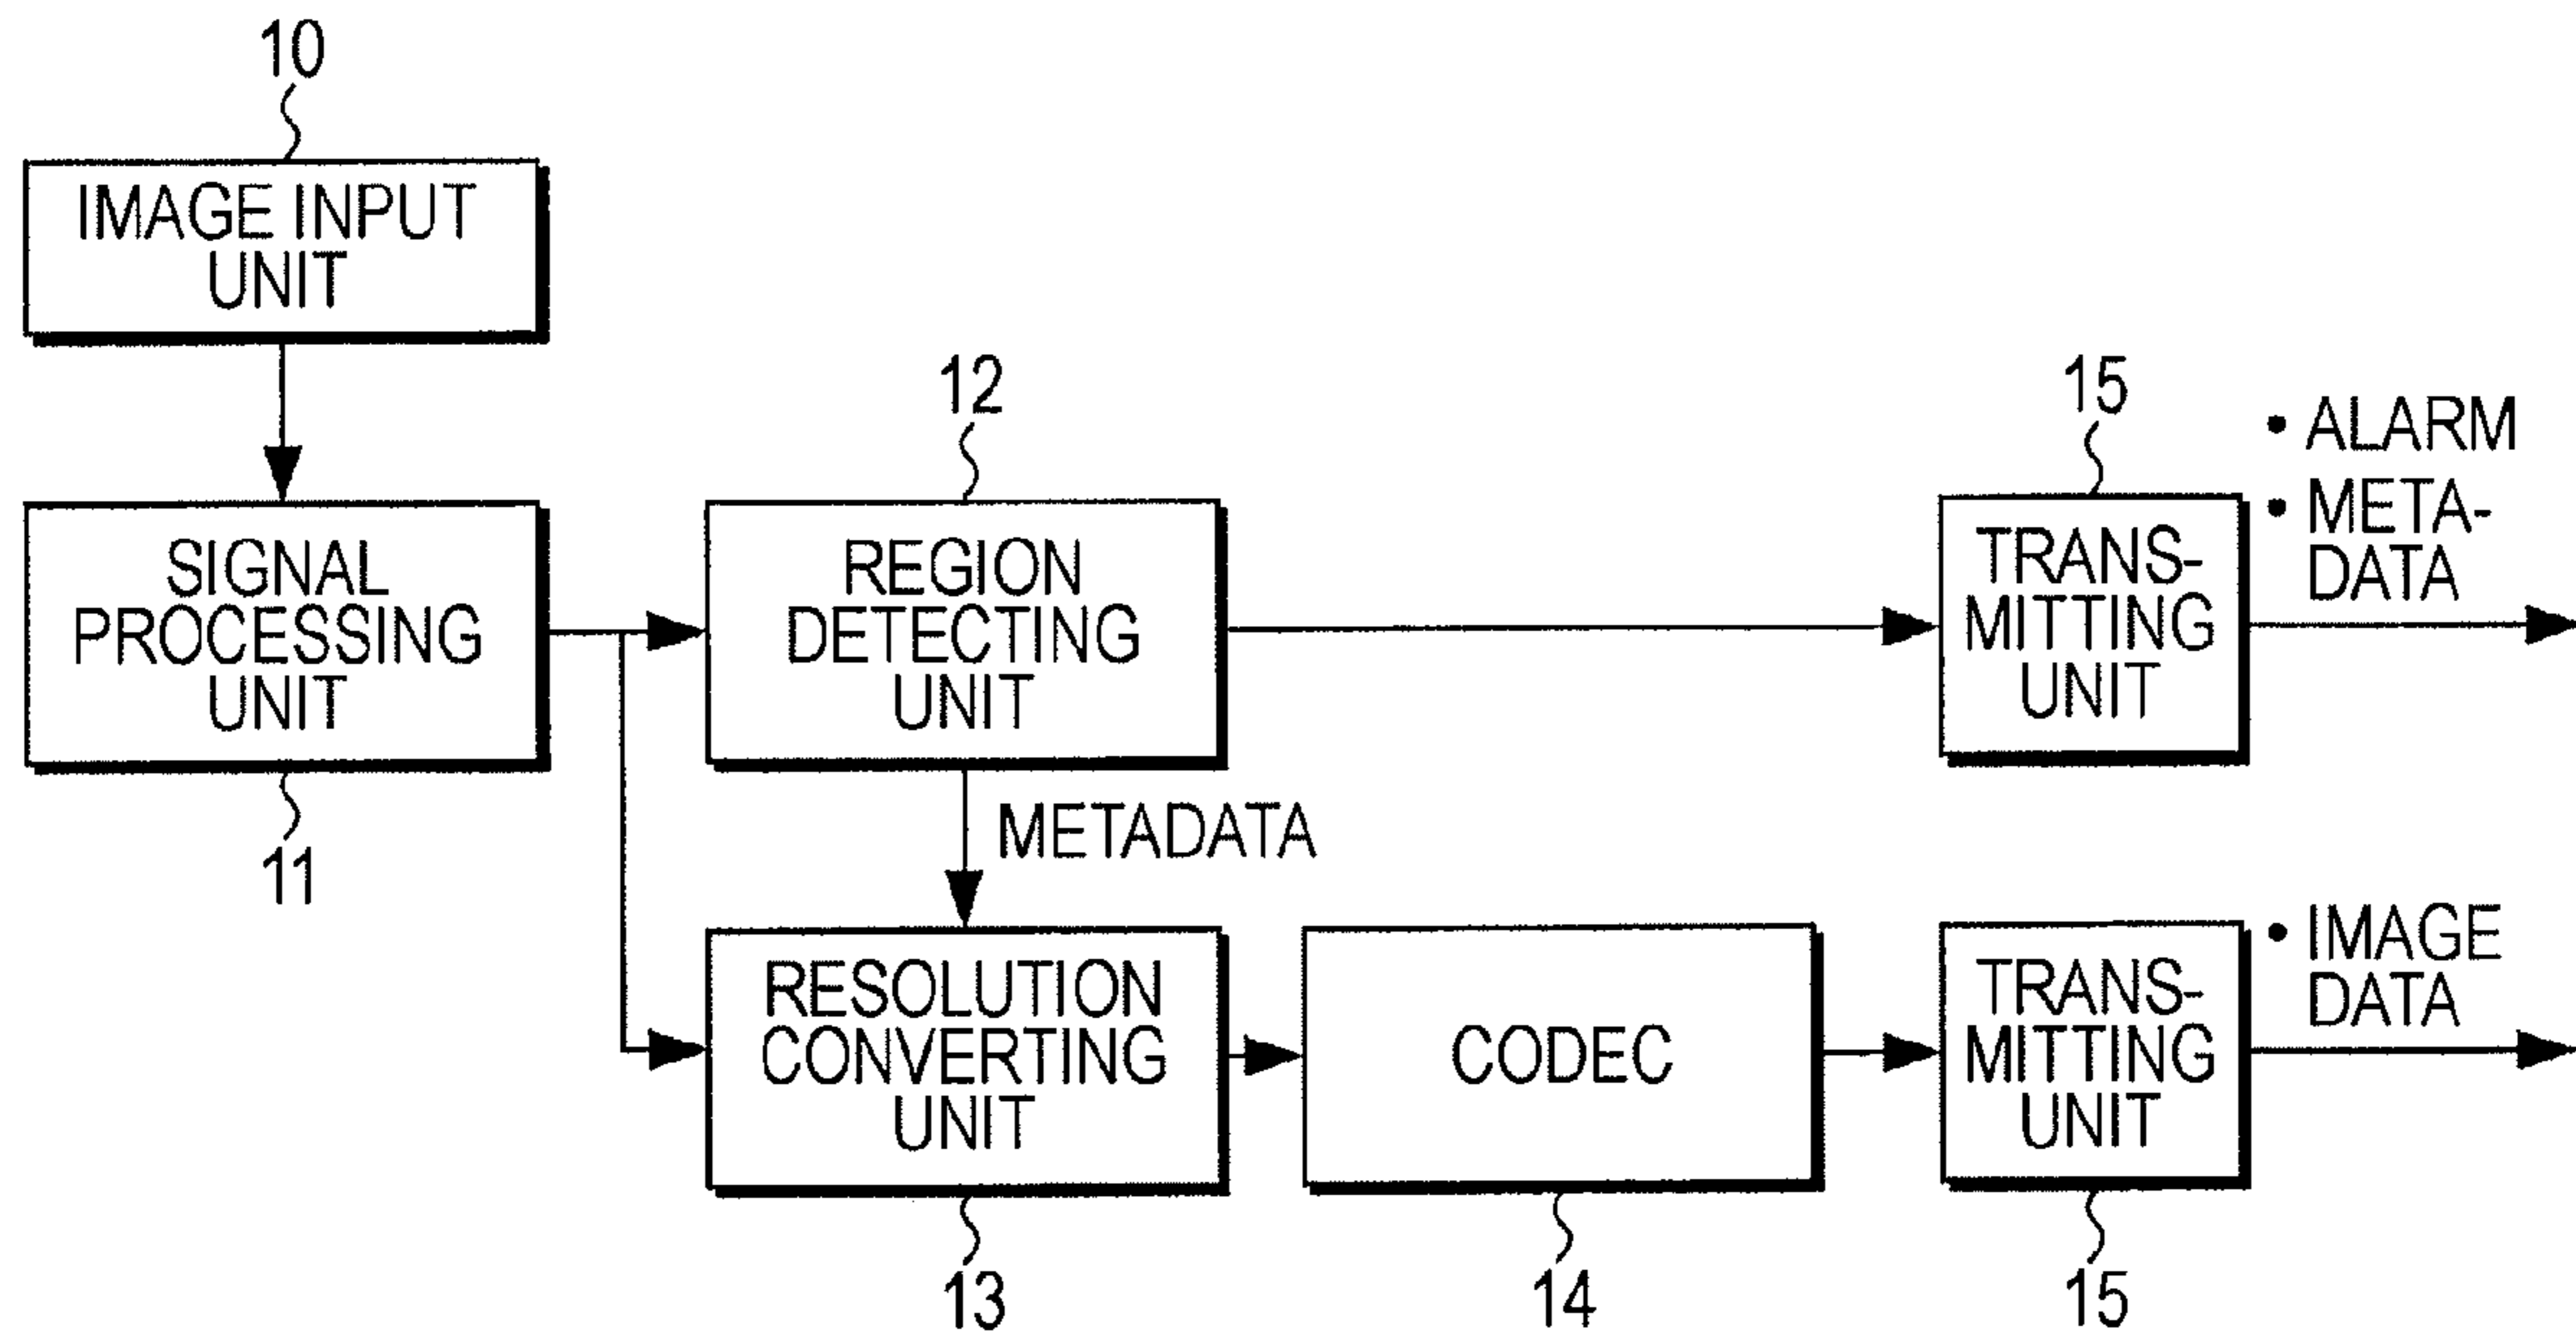 10
IMAGE INPUT
UNIT
SIGNAL
PROCESSING
UNIT
11
12
REGION
DETECTING
UNIT
METADATA
RESOLUTION
CONVERTING
UNIT
13
CODEC
14
15
TRANS-
MITTING
UNIT
• ALARM
• META-
DATA
TRANS-
MITTING
UNIT
15
• IMAGE
DATA